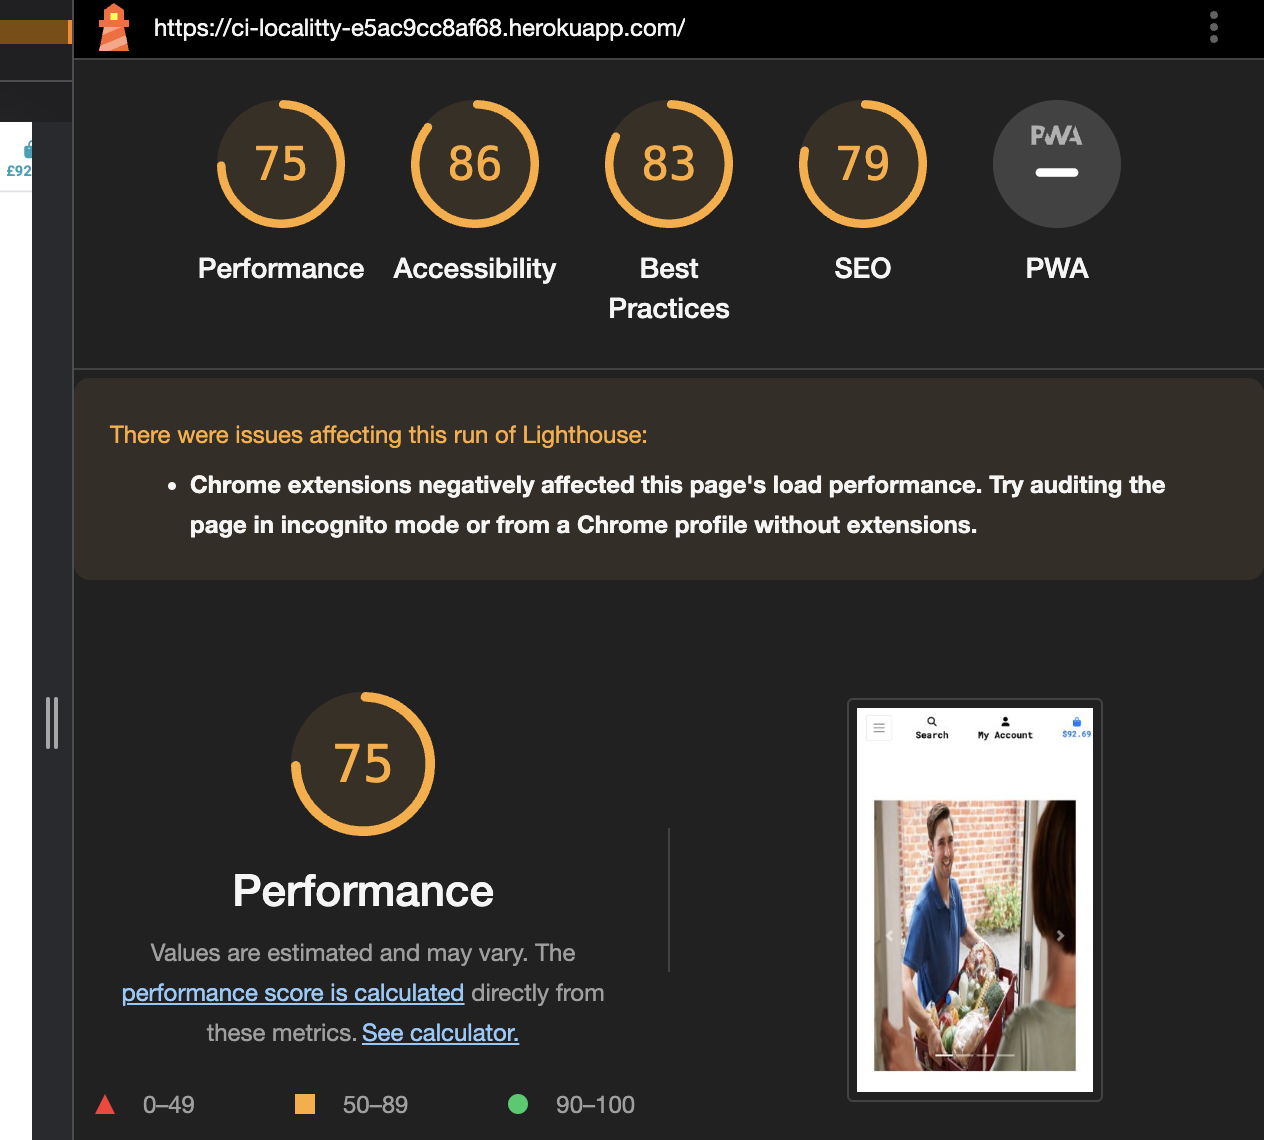 https://ci-localitty-e5ac9cc8af68.herokuapp.com/
£92
75
86
83
79
PWA
Performance
Accessibility
Best
Practices
SEO
PWA
There were issues affecting this run of Lighthouse:
Chrome extensions negatively affected this page's load performance. Try auditing the
page in incognito mode or from a Chrome profile without extensions.
75
Performance
Values are estimated and may vary. The
performance score is calculated directly from
these metrics. See calculator.
0–49
50–89
90–100
Search
My Account
$92.69